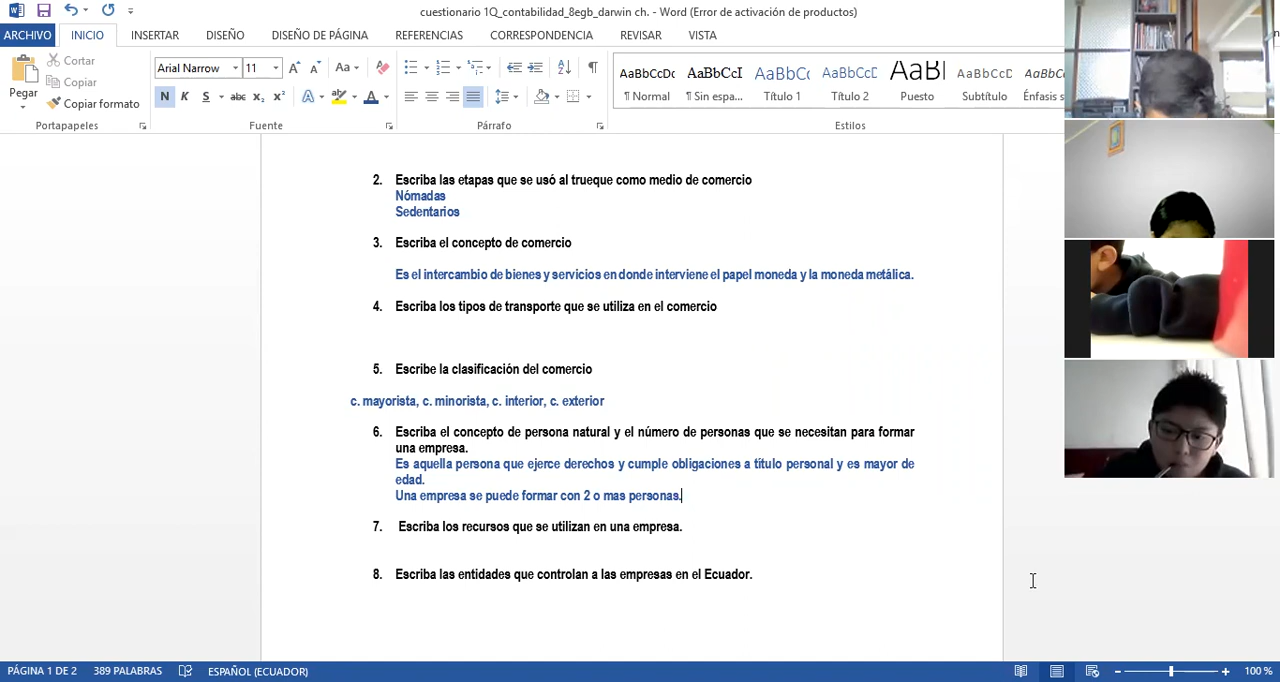 cuestionario 1Q_contabilidad_8egb_darwin ch. - Word (Error de activación de productos)
ARCHIVO INICIO INSERTAR DISEÑO DISEÑO DE PÁGINA REFERENCIAS CORRESPONDENCIA REVISAR VISTA
Pegar
Cortar
Copiar
Copiar formato
Portapapeles
Arial Narrow 11
Fuente
Párrafo
AaBbCcDc AaBbCcI AaBbCc AaBbCcD AaBl AaBbCcD AaBbCc
¶ Normal ¶ Sin espa... Título 1 Título 2 Puesto Subtítulo Énfasis s
Estilos
2. Escriba las etapas que se usó al trueque como medio de comercio
Nómadas
Sedentarios
3. Escriba el concepto de comercio
Es el intercambio de bienes y servicios en donde interviene el papel moneda y la moneda metálica.
4. Escriba los tipos de transporte que se utiliza en el comercio
5. Escribe la clasificación del comercio
c. mayorista, c. minorista, c. interior, c. exterior
6. Escriba el concepto de persona natural y el número de personas que se necesitan para formar
una empresa.
Es aquella persona que ejerce derechos y cumple obligaciones a título personal y es mayor de
edad.
Una empresa se puede formar con 2 o mas personas.
7. Escriba los recursos que se utilizan en una empresa.
8. Escriba las entidades que controlan a las empresas en el Ecuador.
PÁGINA 1 DE 2 389 PALABRAS ESPAÑOL (ECUADOR) 100 %